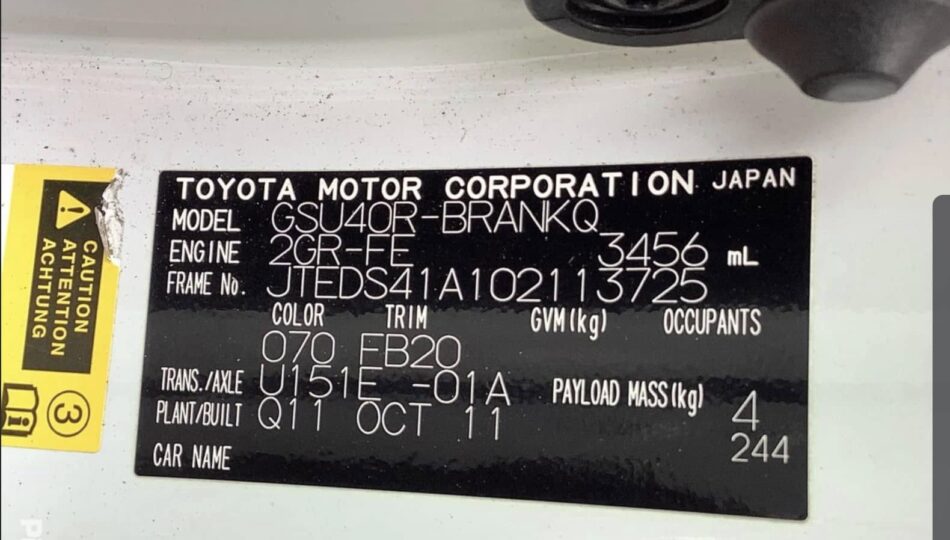 TOYOTA MOTOR CORPORATION JAPAN
MODEL GSU40R-BRANKQ
ENGINE 2GR-FE 3456 mL
FRAME No. JTEDS41A102113725
COLOR TRIM GVM(kg) OCCUPANTS
070 FB20
TRANS./AXLE U151E -01A PAYLOAD MASS(kg) 4
PLANT/BUILT Q11 OCT 11 244
CAR NAME
CAUTION
ATTENTION
ACHTUNG
3
P